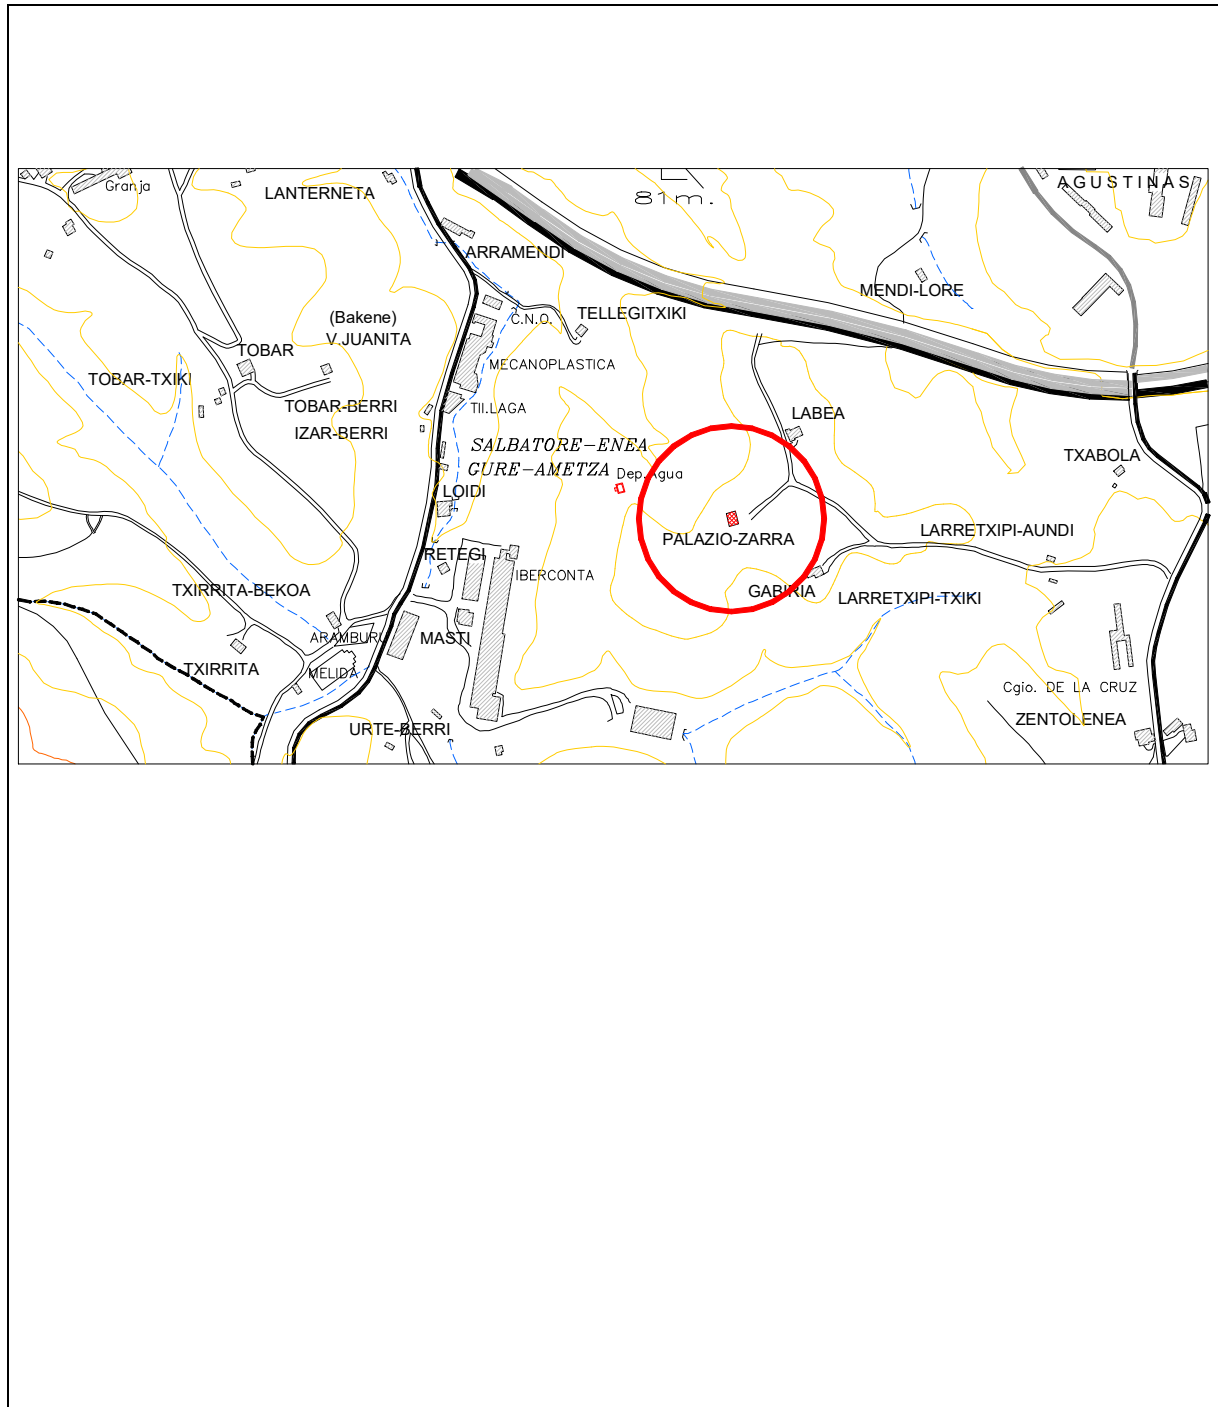 Granja
LANTERNETA
81m.
AGUSTINAS
ARRAMENDI
MENDI-LORE
(Bakene)
V.JUANITA
C.N.O.
TELLEGITXIKI
TOBAR
MECANOPLASTICA
TOBAR-TXIKI
TOBAR-BERRI
IZAR-BERRI
TII.LAGA
LABEA
SALBATORE-ENEA
GURE-AMETZA
Dep.Agua
TXABOLA
LOIDI
PALAZIO-ZARRA
LARRETXIPI-AUNDI
RETEGI
IBERCONTA
TXIRRITA-BEKOA
GABIRIA
LARRETXIPI-TXIKI
ARAMBURU
MASTI
TXIRRITA
MELIDA
Cgio. DE LA CRUZ
URTE-BERRI
ZENTOLENEA